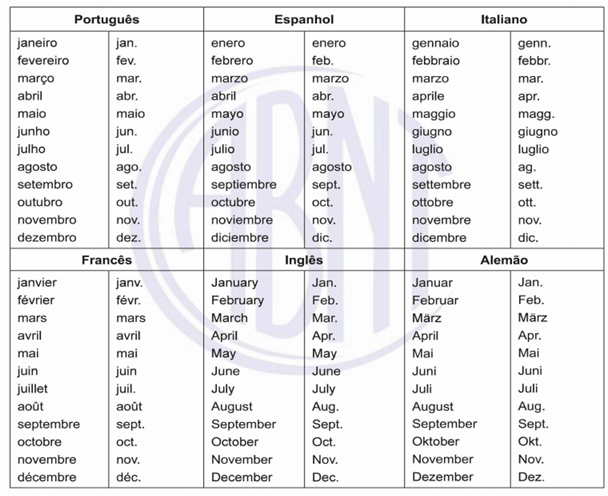 Português Espanhol Italiano
janeiro jan. enero enero gennaio genn.
fevereiro fev. febrero feb. febbraio febbr.
março mar. marzo marzo marzo mar.
abril abr. abril abr. aprile apr.
maio maio mayo mayo maggio magg.
junho jun. junio jun. giugno giugno
julho jul. julio jul. luglio luglio
agosto ago. agosto agosto agosto ag.
setembro set. septiembre sept. settembre sett.
outubro out. octubre oct. ottobre ott.
novembro nov. noviembre nov. novembre nov.
dezembro dez. diciembre dic. dicembre dic.
Francês Inglês Alemão
janvier janv. January Jan. Januar Jan.
février févr. February Feb. Februar Feb.
mars mars March Mar. März März
avril avril April Apr. April Apr.
mai mai May May Mai Mai
juin juin June June Juni Juni
juillet juil. July July Juli Juli
août août August Aug. August Aug.
septembre sept. September Sept. September Sept.
octobre oct. October Oct. Oktober Okt.
novembre nov. November Nov. November Nov.
décembre déc. December Dec. Dezember Dez.
ABNT